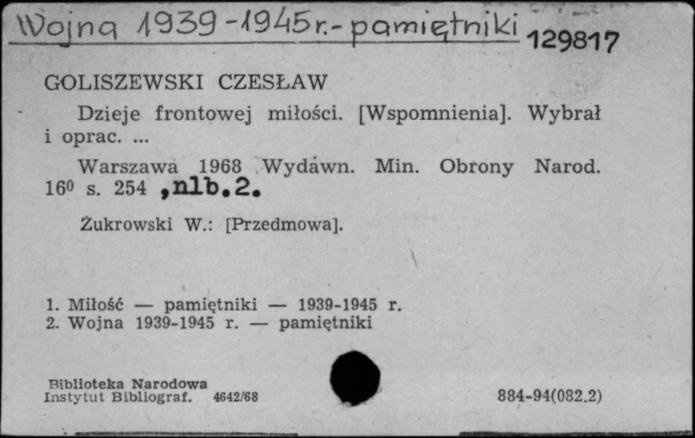 Wojna 1939-1945r.- pamiętniki
129817
GOLISZEWSKI CZESŁAW
Dzieje frontowej miłości. [Wspomnienia]. Wybrał
i oprac. ...
Warszawa 1968 Wydawn. Min. Obrony Narod.
16⁰ s. 254 ,nlb.2.
Żukrowski W.: [Przedmowa].
1. Miłość — pamiętniki — 1939-1945 r.
2. Wojna 1939-1945 r. — pamiętniki
Biblioteka Narodowa
Instytut Bibliograf. 4642/68
884-94(082.2)